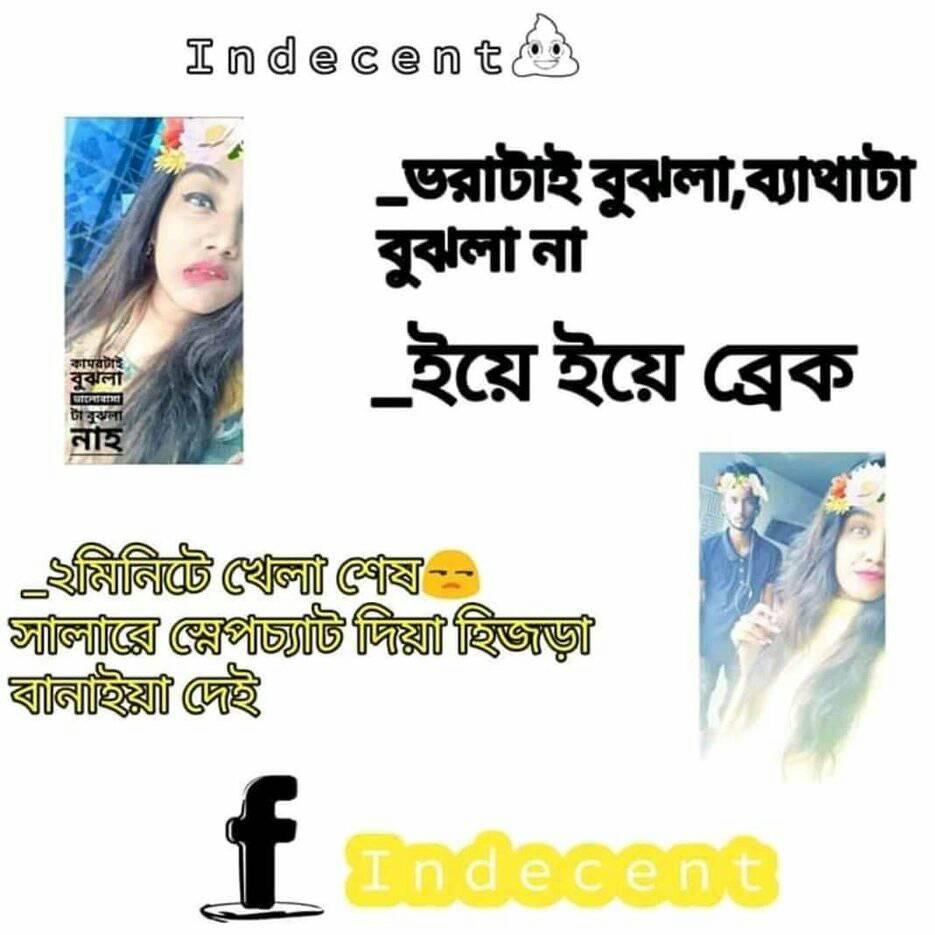 Indecent💩
_ভরাটাই বুঝলা,ব্যাথাটা
বুঝলা না
_ইয়ে ইয়ে ব্রেক
কামরটাই
বুঝলা
ভালোবাসা
টা বুঝলা
নাহ
_২মিনিটে খেলা শেষ😒
সালারে স্নেপচ্যাট দিয়া হিজড়া
বানাইয়া দেই
f Indecent